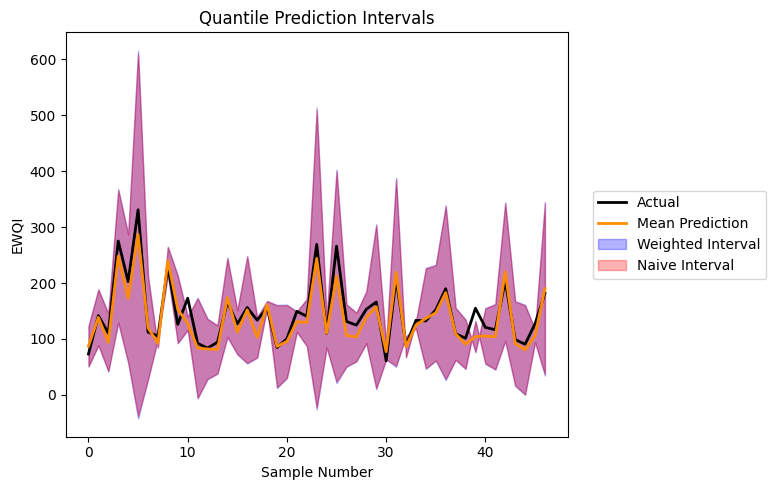 Quantile Prediction Intervals
600
500
400
300
200
100
0
EWQI
0 10 20 30 40
Sample Number
Actual
Mean Prediction
Weighted Interval
Naive Interval